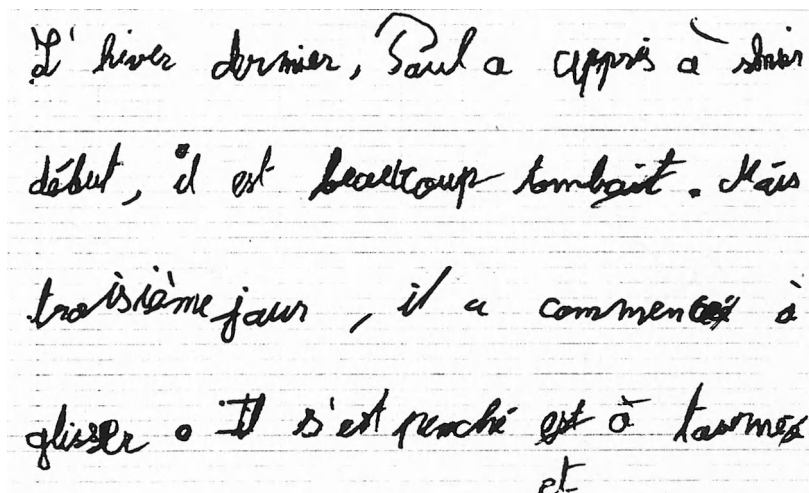 L'hiver dernier, Paul a appris à skier
début, il est beaucoup tombait. Mais
troisième jour, il a commencé à
glisser. Il s'est penché est à tourner
et